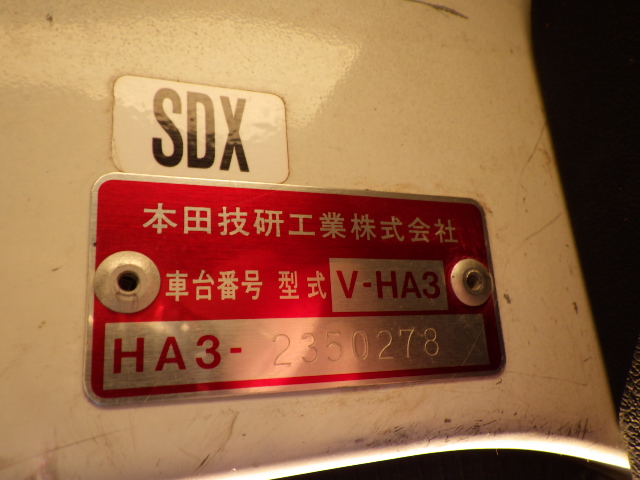 SDX
本田技研工業株式会社
車台番号 型式 V-HA3
HA3- 2350278